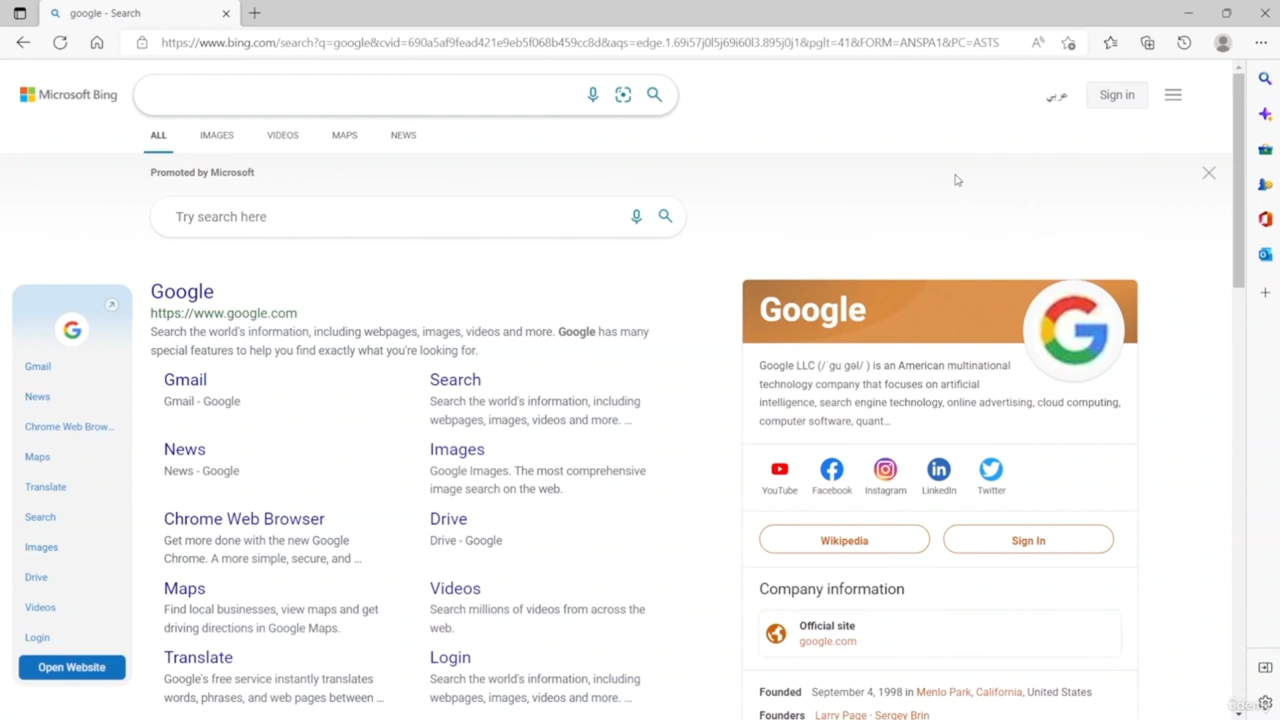 google - Search
https://www.bing.com/search?q=google&cvid=690a5af9fead421e9eb5f068b459cc8d&aqs=edge.1.69i57j0l5j69i60l3.895j0j1&pglt=41&FORM=ANSPA1&PC=ASTS
Microsoft Bing
عربي
Sign in
ALL IMAGES VIDEOS MAPS NEWS
Promoted by Microsoft
Try search here
Gmail
News
Chrome Web Brow...
Maps
Translate
Search
Images
Drive
Videos
Login
Open Website
Google
https://www.google.com
Search the world's information, including webpages, images, videos and more. Google has many
special features to help you find exactly what you're looking for.
Gmail
Gmail - Google
Search
Search the world's information, including
webpages, images, videos and more. ...
News
News - Google
Images
Google Images. The most comprehensive
image search on the web.
Chrome Web Browser
Get more done with the new Google
Chrome. A more simple, secure, and ...
Drive
Drive - Google
Maps
Find local businesses, view maps and get
driving directions in Google Maps.
Videos
Search millions of videos from across the
web.
Translate
Google's free service instantly translates
words, phrases, and web pages between ...
Login
Search the world's information, including
webpages, images, videos and more. ...
Google
Google LLC (/ˈɡuːɡəl/ ) is an American multinational
technology company that focuses on artificial
intelligence, search engine technology, online advertising, cloud computing,
computer software, quant...
YouTube Facebook Instagram LinkedIn Twitter
Wikipedia
Sign In
Company information
Official site
google.com
Founded September 4, 1998 in Menlo Park, California, United States
Founders Larry Page · Sergey Brin
udemy